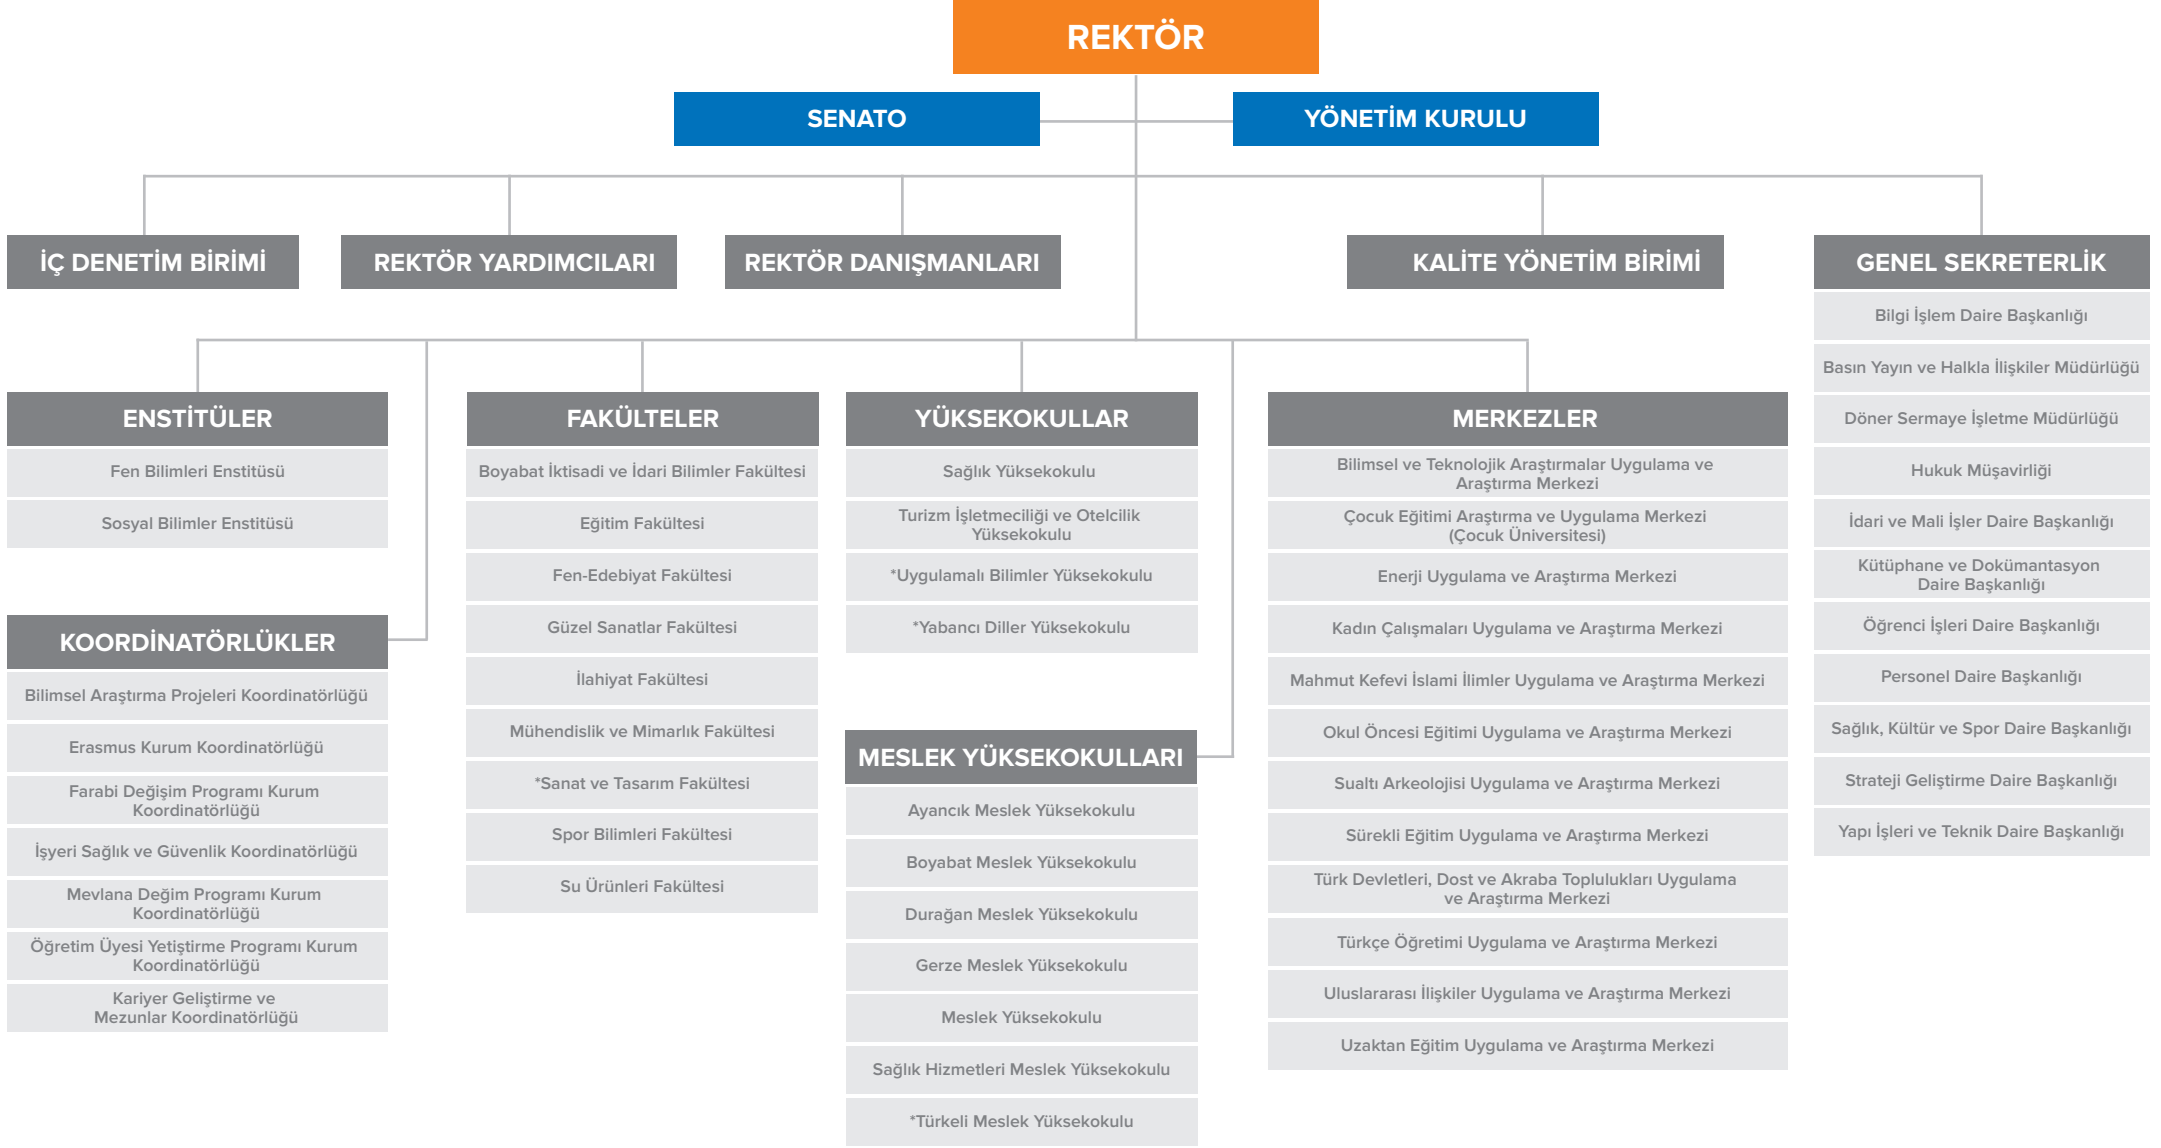 REKTÖR
SENATO
YÖNETİM KURULU
İÇ DENETİM BİRİMİ
REKTÖR YARDIMCILARI
REKTÖR DANIŞMANLARI
KALİTE YÖNETİM BİRİMİ
GENEL SEKRETERLİK
Bilgi İşlem Daire Başkanlığı
Basın Yayın ve Halkla İlişkiler Müdürlüğü
Döner Sermaye İşletme Müdürlüğü
Hukuk Müşavirliği
İdari ve Mali İşler Daire Başkanlığı
Kütüphane ve Dokümantasyon
Daire Başkanlığı
Öğrenci İşleri Daire Başkanlığı
Personel Daire Başkanlığı
Sağlık, Kültür ve Spor Daire Başkanlığı
Strateji Geliştirme Daire Başkanlığı
Yapı İşleri ve Teknik Daire Başkanlığı
ENSTİTÜLER
Fen Bilimleri Enstitüsü
Sosyal Bilimler Enstitüsü
KOORDİNATÖRLÜKLER
Bilimsel Araştırma Projeleri Koordinatörlüğü
Erasmus Kurum Koordinatörlüğü
Farabi Değişim Programı Kurum
Koordinatörlüğü
İşyeri Sağlık ve Güvenlik Koordinatörlüğü
Mevlana Değim Programı Kurum
Koordinatörlüğü
Öğretim Üyesi Yetiştirme Programı Kurum
Koordinatörlüğü
Kariyer Geliştirme ve
Mezunlar Koordinatörlüğü
FAKÜLTELER
Boyabat İktisadi ve İdari Bilimler Fakültesi
Eğitim Fakültesi
Fen-Edebiyat Fakültesi
Güzel Sanatlar Fakültesi
İlahiyat Fakültesi
Mühendislik ve Mimarlık Fakültesi
*Sanat ve Tasarım Fakültesi
Spor Bilimleri Fakültesi
Su Ürünleri Fakültesi
YÜKSEKOKULLAR
Sağlık Yüksekokulu
Turizm İşletmeciliği ve Otelcilik
Yüksekokulu
*Uygulamalı Bilimler Yüksekokulu
*Yabancı Diller Yüksekokulu
MESLEK YÜKSEKOKULLARI
Ayancık Meslek Yüksekokulu
Boyabat Meslek Yüksekokulu
Durağan Meslek Yüksekokulu
Gerze Meslek Yüksekokulu
Meslek Yüksekokulu
Sağlık Hizmetleri Meslek Yüksekokulu
*Türkeli Meslek Yüksekokulu
MERKEZLER
Bilimsel ve Teknolojik Araştırmalar Uygulama ve
Araştırma Merkezi
Çocuk Eğitimi Araştırma ve Uygulama Merkezi
(Çocuk Üniversitesi)
Enerji Uygulama ve Araştırma Merkezi
Kadın Çalışmaları Uygulama ve Araştırma Merkezi
Mahmut Kefevi İslami İlimler Uygulama ve Araştırma Merkezi
Okul Öncesi Eğitimi Uygulama ve Araştırma Merkezi
Sualtı Arkeolojisi Uygulama ve Araştırma Merkezi
Sürekli Eğitim Uygulama ve Araştırma Merkezi
Türk Devletleri, Dost ve Akraba Toplulukları Uygulama
ve Araştırma Merkezi
Türkçe Öğretimi Uygulama ve Araştırma Merkezi
Uluslararası İlişkiler Uygulama ve Araştırma Merkezi
Uzaktan Eğitim Uygulama ve Araştırma Merkezi